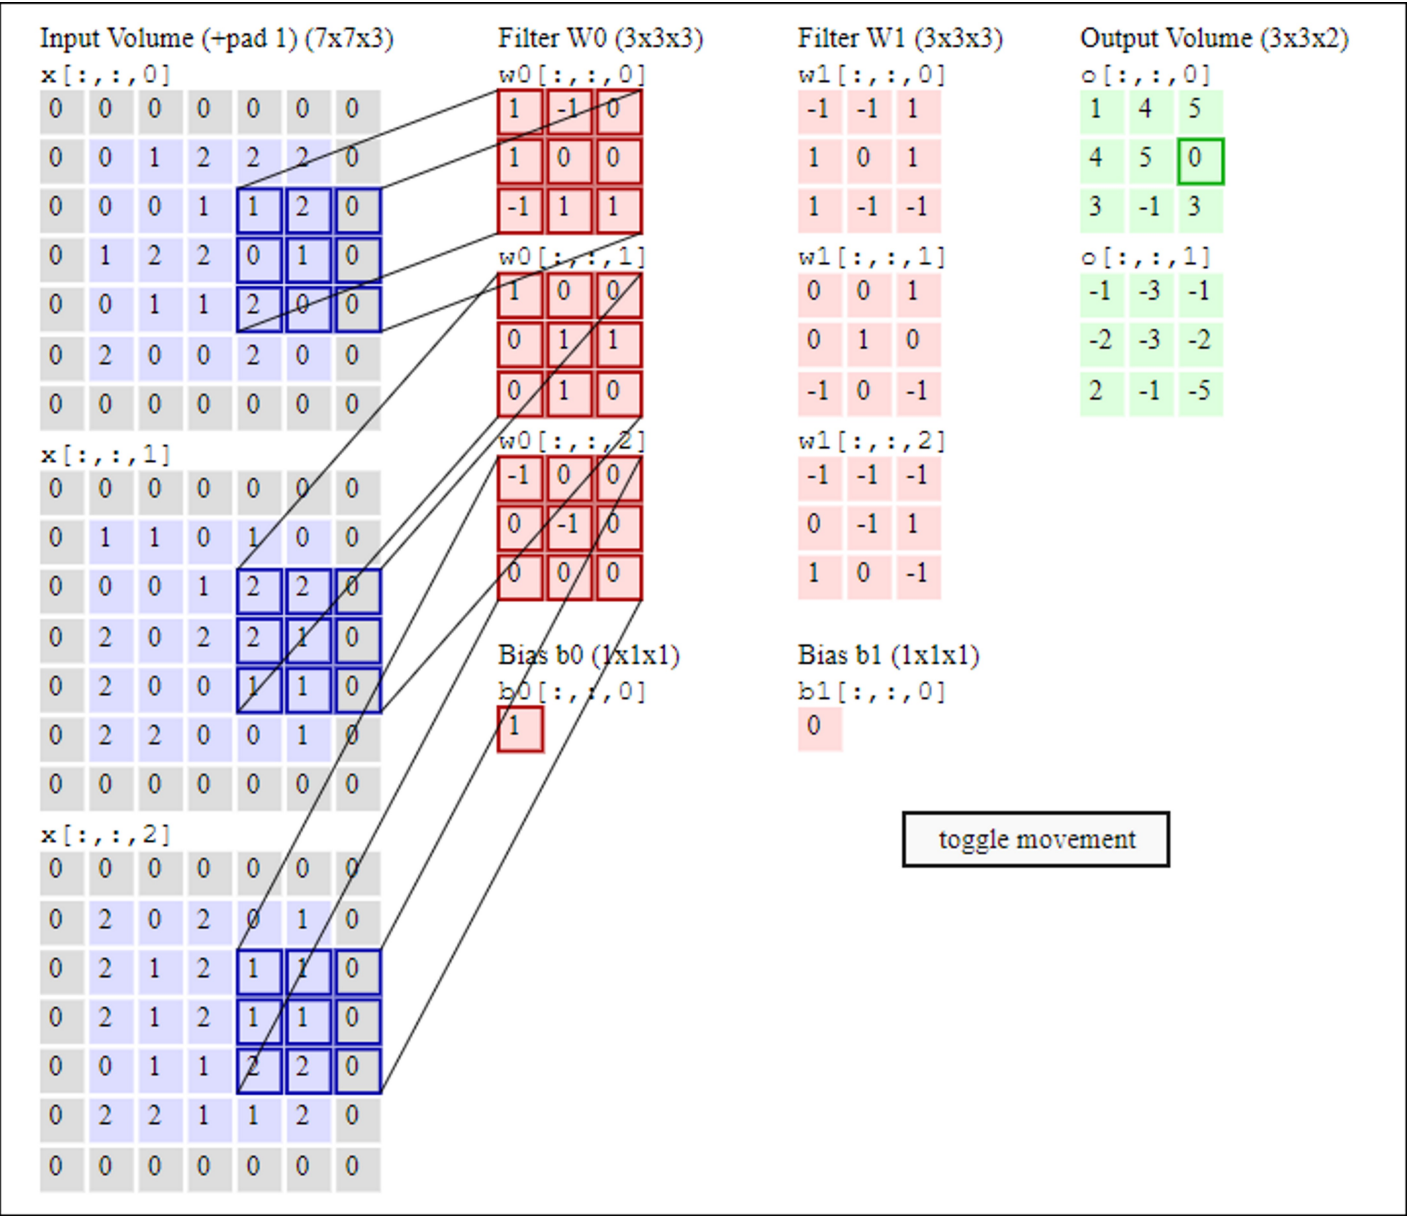 Input Volume (+pad 1) (7x7x3)
x[:,:,0]
0 0 0 0 0 0 0
0 0 1 2 2 2 0
0 0 0 1 1 2 0
0 1 2 2 0 1 0
0 0 1 1 2 0 0
0 2 0 0 2 0 0
0 0 0 0 0 0 0
x[:,:,1]
0 0 0 0 0 0 0
0 1 1 0 1 0 0
0 0 0 1 2 2 0
0 2 0 2 2 1 0
0 2 0 0 1 1 0
0 2 2 0 0 1 0
0 0 0 0 0 0 0
x[:,:,2]
0 0 0 0 0 0 0
0 2 0 2 0 1 0
0 2 1 2 1 1 0
0 2 1 2 1 1 0
0 0 1 1 2 2 0
0 2 2 1 1 2 0
0 0 0 0 0 0 0
Filter W0 (3x3x3)
w0[:,:,0]
1 -1 0
1 0 0
-1 1 1
w0[:,:,1]
1 0 0
0 1 1
0 1 0
w0[:,:,2]
-1 0 0
0 -1 0
0 0 0
Bias b0 (1x1x1)
b0[:,:,0]
1
Filter W1 (3x3x3)
w1[:,:,0]
-1 -1 1
1 0 1
1 -1 -1
w1[:,:,1]
0 0 1
0 1 0
-1 0 -1
w1[:,:,2]
-1 -1 -1
0 -1 1
1 0 -1
Bias b1 (1x1x1)
b1[:,:,0]
0
Output Volume (3x3x2)
o[:,:,0]
1 4 5
4 5 0
3 -1 3
o[:,:,1]
-1 -3 -1
-2 -3 -2
2 -1 -5
toggle movement